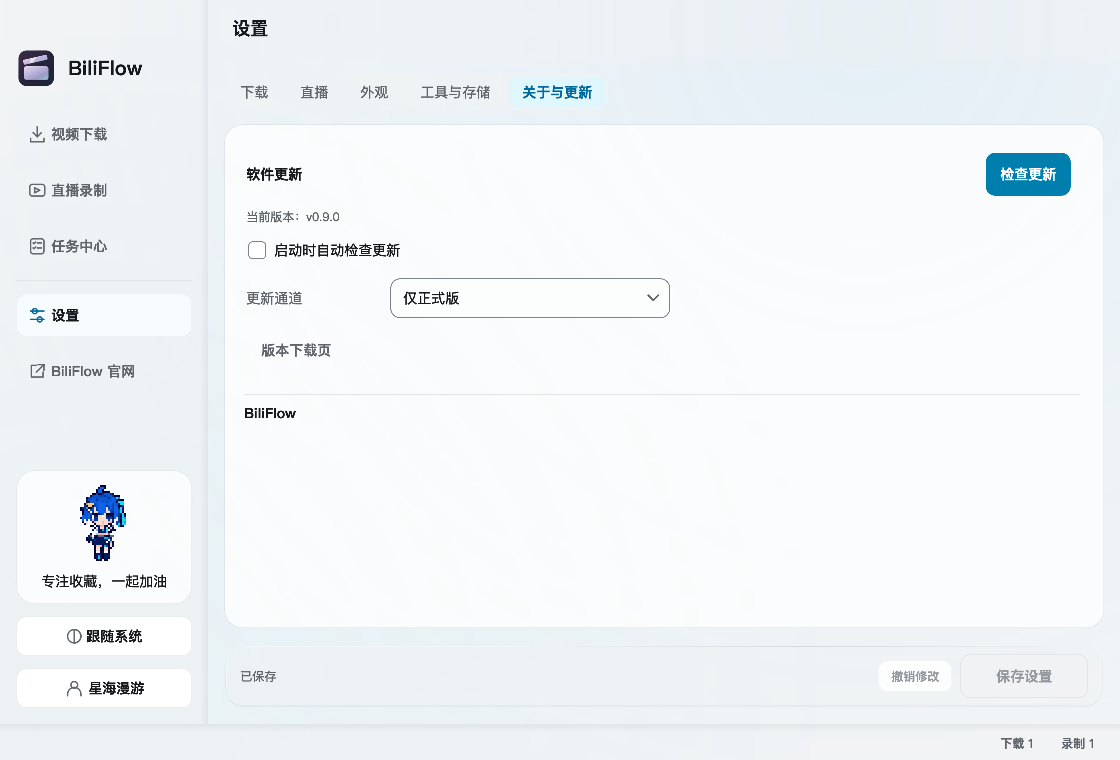 设置
BiliFlow
下载 直播 外观 工具与存储 关于与更新
视频下载
直播录制
任务中心
设置
BiliFlow 官网
软件更新
检查更新
当前版本：v0.9.0
启动时自动检查更新
更新通道 仅正式版
版本下载页
BiliFlow
专注收藏，一起加油
跟随系统
星海漫游
已保存
撤销修改
保存设置
下载 1 录制 1